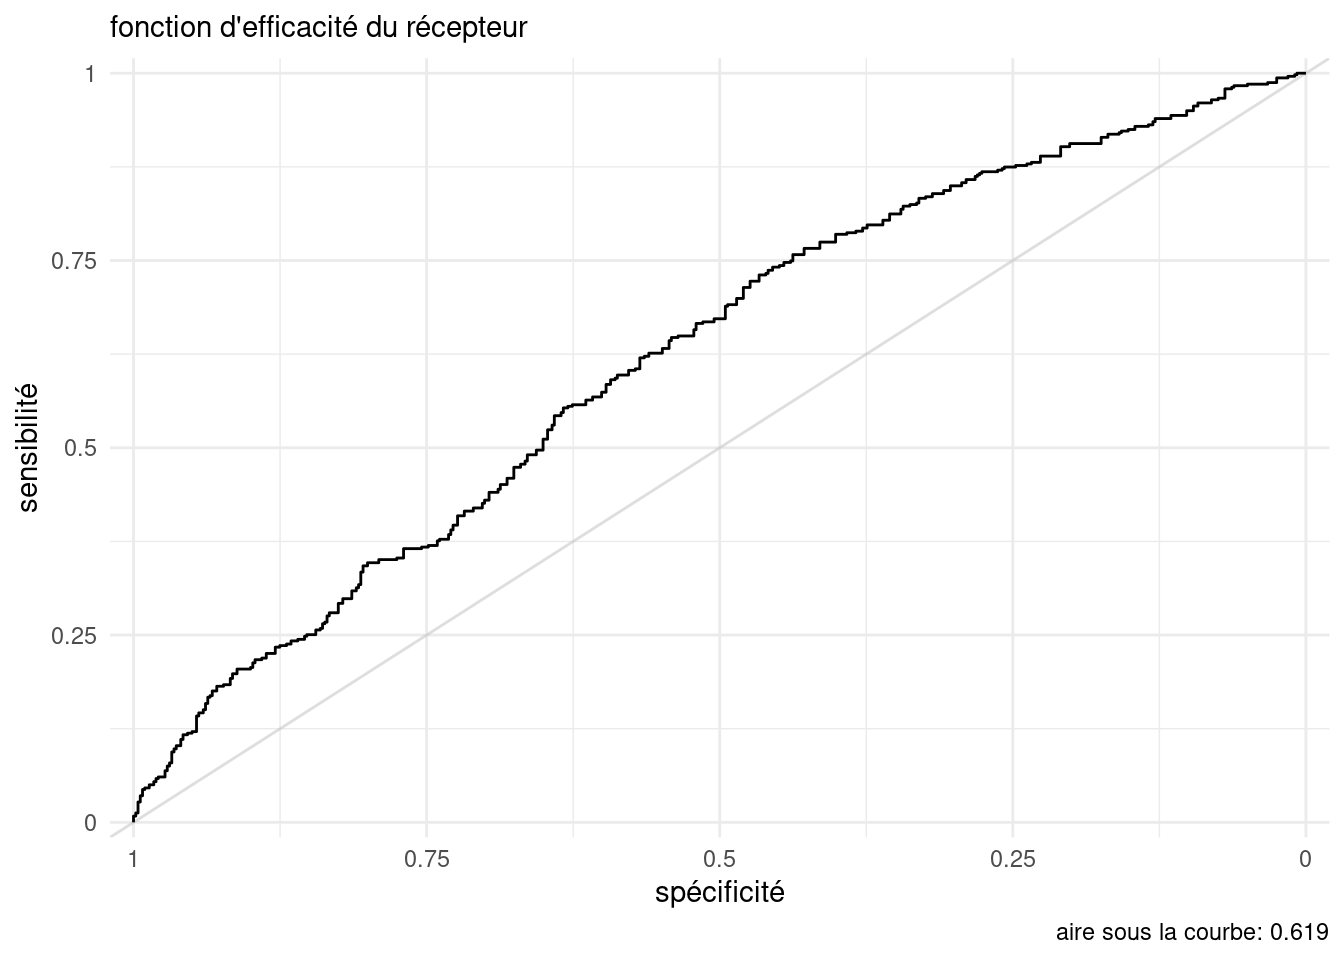 fonction d'efficacité du récepteur
1
0.75
0.5
0.25
0
sensibilité
1 0.75 0.5 0.25 0
spécificité
aire sous la courbe: 0.619